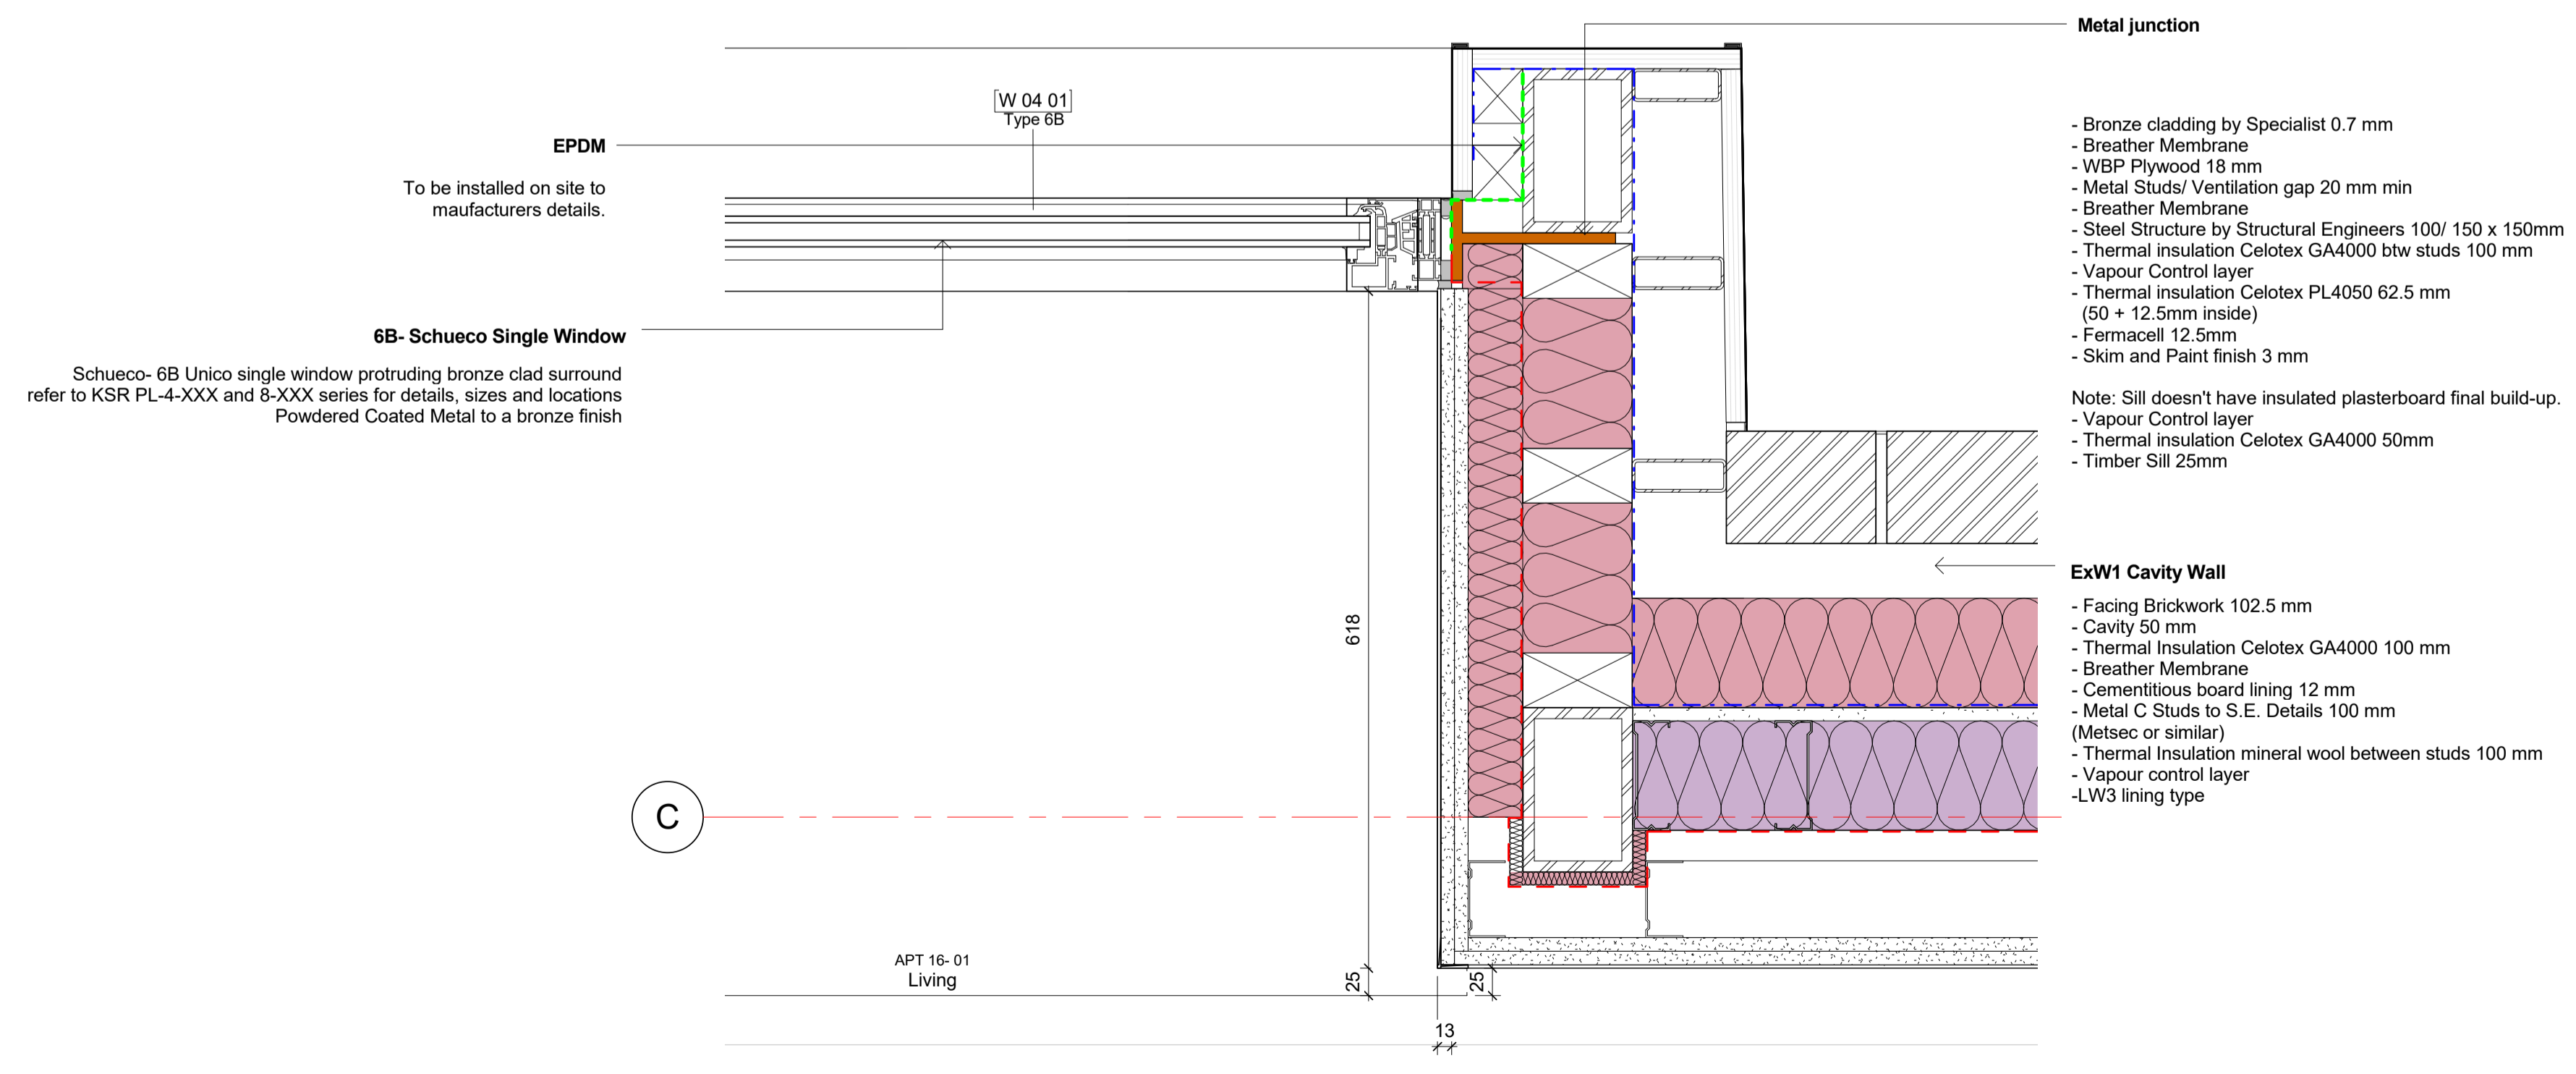 Metal junction
- Bronze cladding by Specialist 0.7 mm
- Breather Membrane
- WBP Plywood 18 mm
- Metal Studs/ Ventilation gap 20 mm min
- Breather Membrane
- Steel Structure by Structural Engineers 100/ 150 x 150mm
- Thermal insulation Celotex GA4000 btw studs 100 mm
- Vapour Control layer
- Thermal insulation Celotex PL4050 62.5 mm
(50 + 12.5mm inside)
- Fermacell 12.5mm
- Skim and Paint finish 3 mm
Note: Sill doesn't have insulated plasterboard final build-up.
- Vapour Control layer
- Thermal insulation Celotex GA4000 50mm
- Timber Sill 25mm
W 04 01
Type 6B
EPDM
To be installed on site to
maufacturers details.
6B- Schueco Single Window
Schueco- 6B Unico single window protruding bronze clad surround
refer to KSR PL-4-XXX and 8-XXX series for details, sizes and locations
Powdered Coated Metal to a bronze finish
ExW1 Cavity Wall
- Facing Brickwork 102.5 mm
- Cavity 50 mm
- Thermal Insulation Celotex GA4000 100 mm
- Breather Membrane
- Cementitious board lining 12 mm
- Metal C Studs to S.E. Details 100 mm
(Metsec or similar)
- Thermal Insulation mineral wool between studs 100 mm
- Vapour control layer
-LW3 lining type
618
C
APT 16- 01
Living
25
25
13